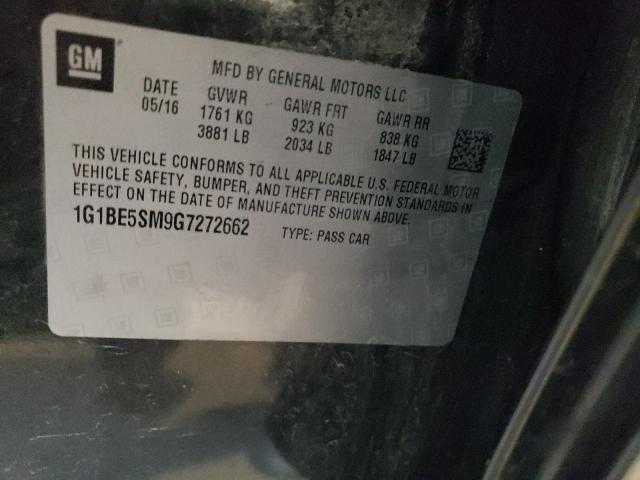 GM
MFD BY GENERAL MOTORS LLC
DATE GVWR GAWR FRT GAWR RR
05/16 1761 KG 923 KG 838 KG
3881 LB 2034 LB 1847 LB
THIS VEHICLE CONFORMS TO ALL APPLICABLE U.S. FEDERAL MOTOR
VEHICLE SAFETY, BUMPER, AND THEFT PREVENTION STANDARDS IN
EFFECT ON THE DATE OF MANUFACTURE SHOWN ABOVE.
1G1BE5SM9G7272662 TYPE: PASS CAR